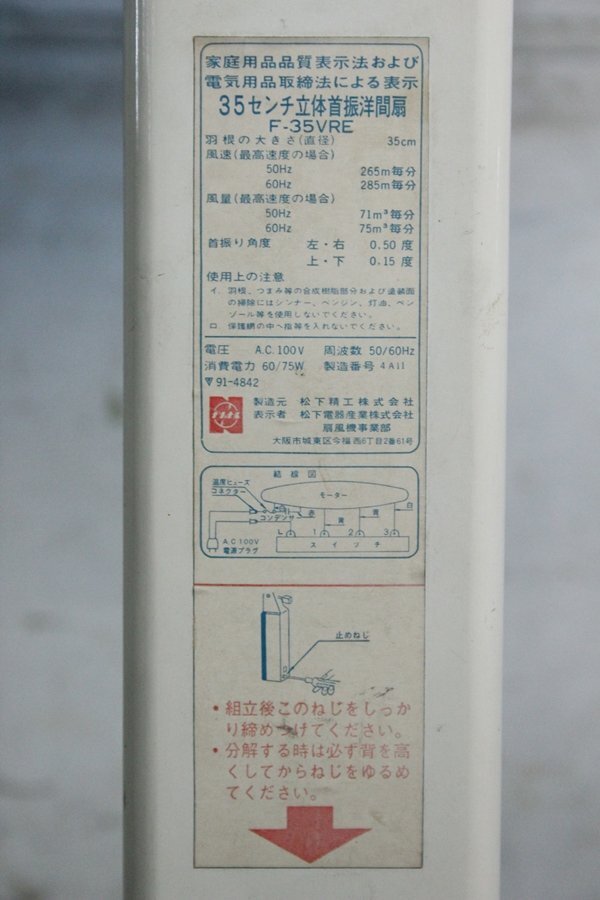 家庭用品品質表示法および
電気用品取締法による表示
35センチ立体首振洋間扇
F-35VRE
羽根の大きさ(直径) 35cm
風速(最高速度の場合)
50Hz 265m毎分
60Hz 285m毎分
風量(最高速度の場合)
50Hz 71m³毎分
60Hz 75m³毎分
首振り角度 左・右 0.50 度
上・下 0.15 度
使用上の注意
イ. 羽根、つまみ等の合成樹脂部分および塗装面
の掃除にはシンナー、ベンジン、灯油、ベン
ゾール等を使用しないでください。
ロ. 保護網の中へ指等を入れないでください。
電圧 A.C.100V 周波数 50/60Hz
消費電力 60/75W 製造番号 4A11
〒91-4842
製造元 松下精工株式会社
表示者 松下電器産業株式会社
扇風機事業部
大阪市城東区今福西6丁目2番61号
結線図
温度ヒューズ
コネクター
モーター
コンデンサ
赤
黄
青
白
L 1 2 3
スイッチ
A.C 100V
電源プラグ
止めねじ
・組立後このねじをしっか
り締めつけてください。
・分解する時は必ず背を高
くしてからねじをゆるめ
てください。